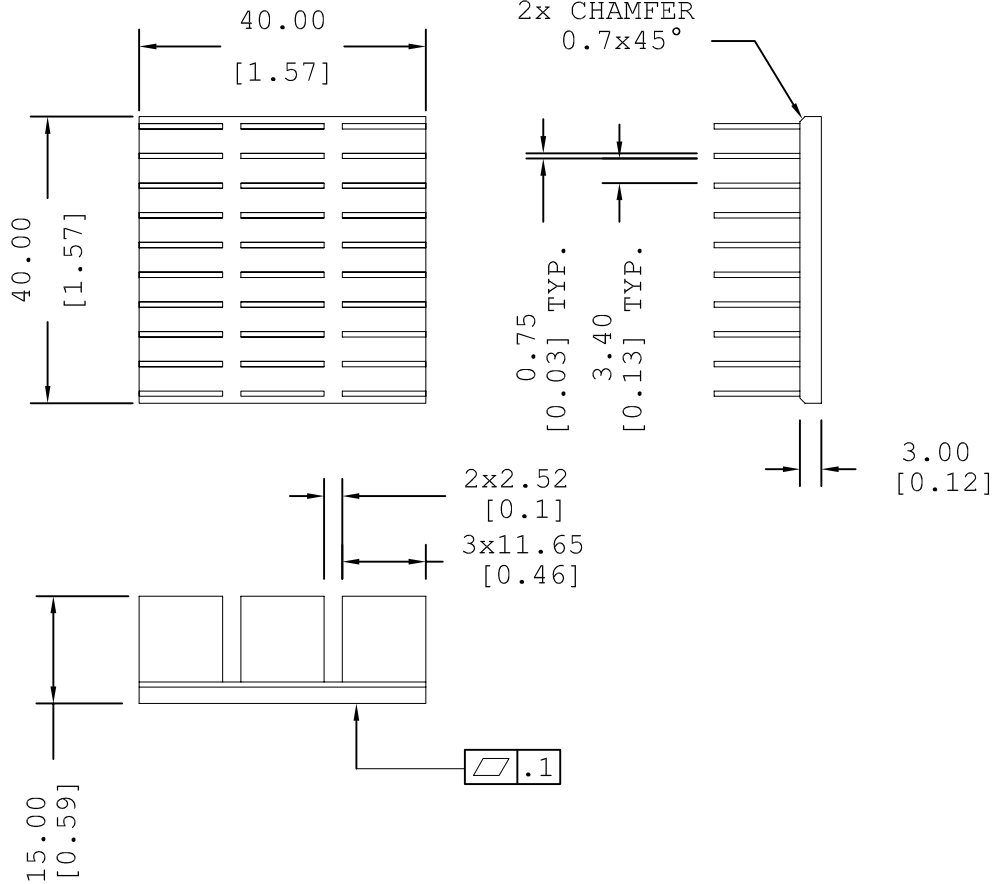 40.00
[1.57]
2x CHAMFER
0.7x45°
40.00
[1.57]
0.75
[0.03] TYP.
3.40
[0.13] TYP.
3.00
[0.12]
2x2.52
[0.1]
3x11.65
[0.46]
15.00
[0.59]
.1